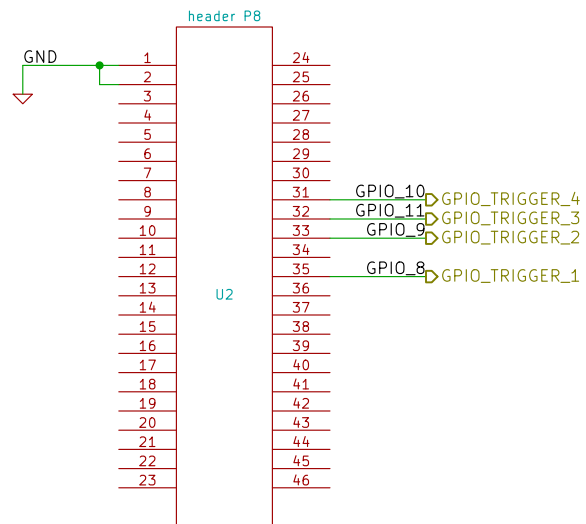 header P8
GND
1 24
2 25
3 26
4 27
5 28
6 29
7 30
8 31 GPIO_10 GPIO_TRIGGER_4
9 32 GPIO_11 GPIO_TRIGGER_3
10 33 GPIO_9 GPIO_TRIGGER_2
11 34
12 35 GPIO_8 GPIO_TRIGGER_1
13 36
U2
14 37
15 38
16 39
17 40
18 41
19 42
20 43
21 44
22 45
23 46